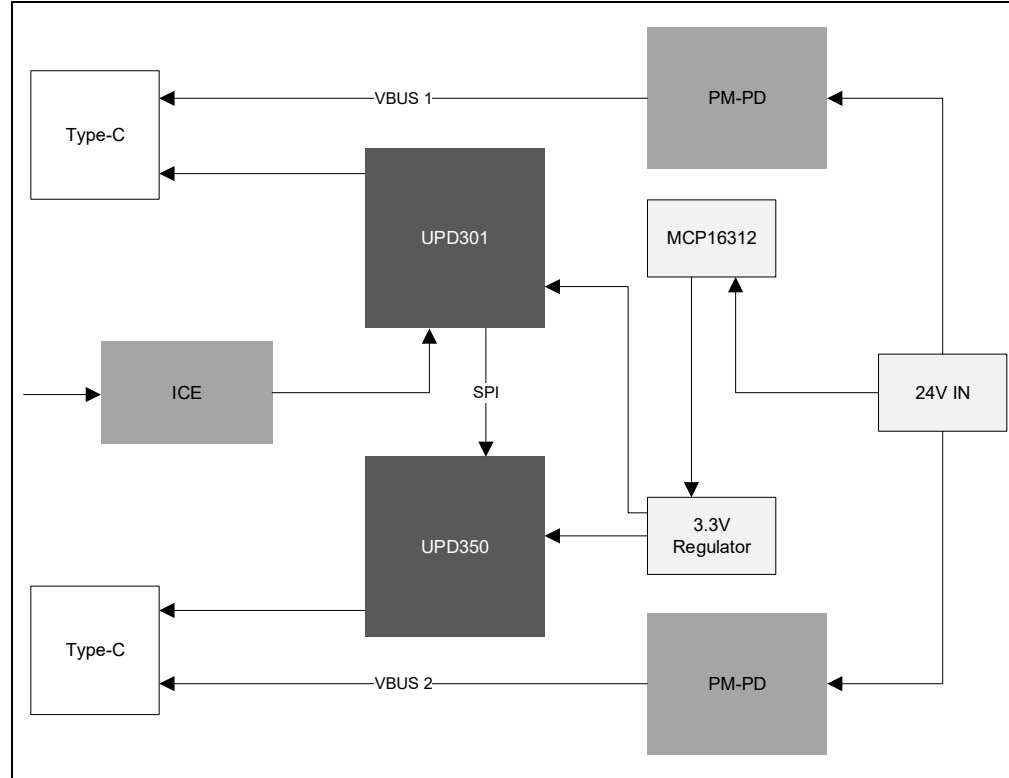 VBUS 1
PM-PD
Type-C
UPD301
MCP16312
ICE
SPI
24V IN
UPD350
3.3V
Regulator
Type-C
VBUS 2
PM-PD